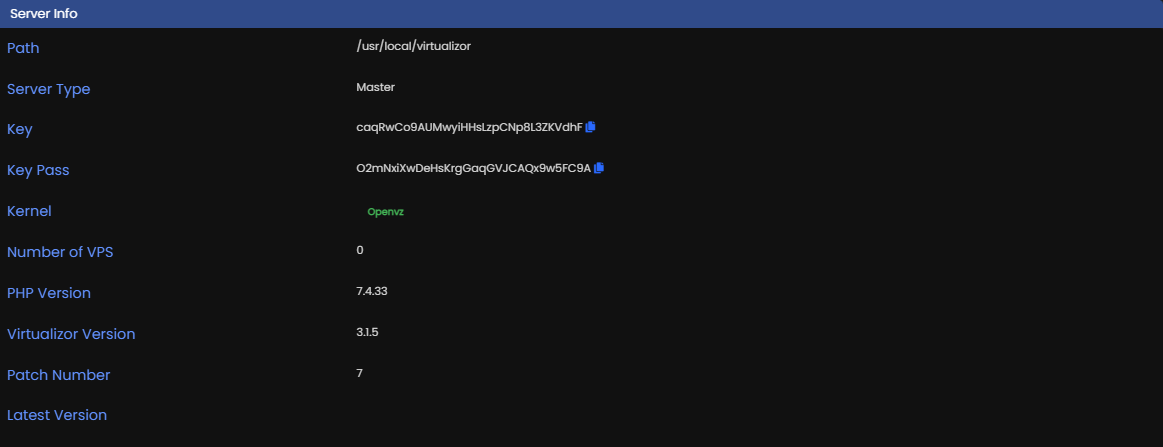 Server Info
Path /usr/local/virtualizor
Server Type Master
Key caqRwCo9AUMwyiHHsLzpCNp8L3ZKVdhF
Key Pass O2mNxiXwDeHsKrgGaqGVJCAQx9w5FC9A
Kernel Openvz
Number of VPS 0
PHP Version 7.4.33
Virtualizor Version 3.1.5
Patch Number 7
Latest Version